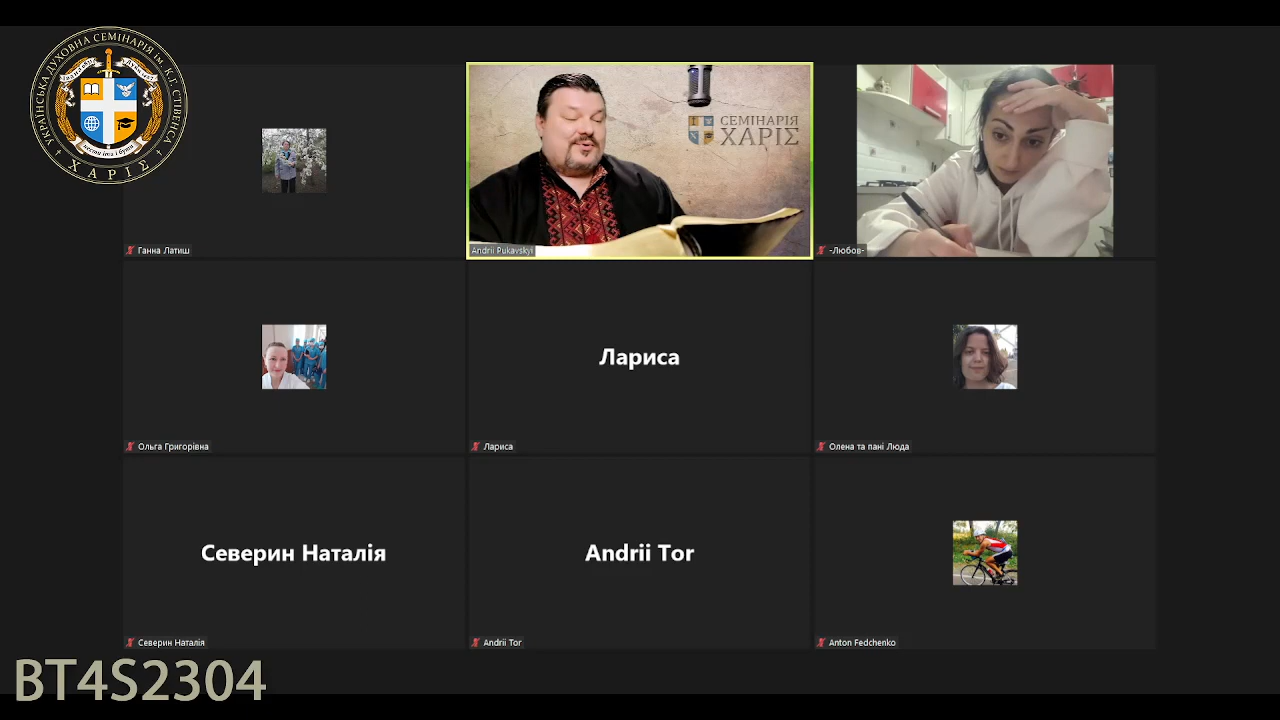 УКРАЇНСЬКА ДУХОВНА СЕМІНАРІЯ ім. К.Г. СТІВЕНСА
ХАРІС
СЕМІНАРІЯ
ХАРІС
Ганна Латиш
Andrii Pukavskyi
-Любов-
Лариса
Ольга Григорівна
Лариса
Олена та пані Люда
Северин Наталія
Andrii Tor
Северин Наталія
Andrii Tor
Anton Fedchenko
BT4S2304